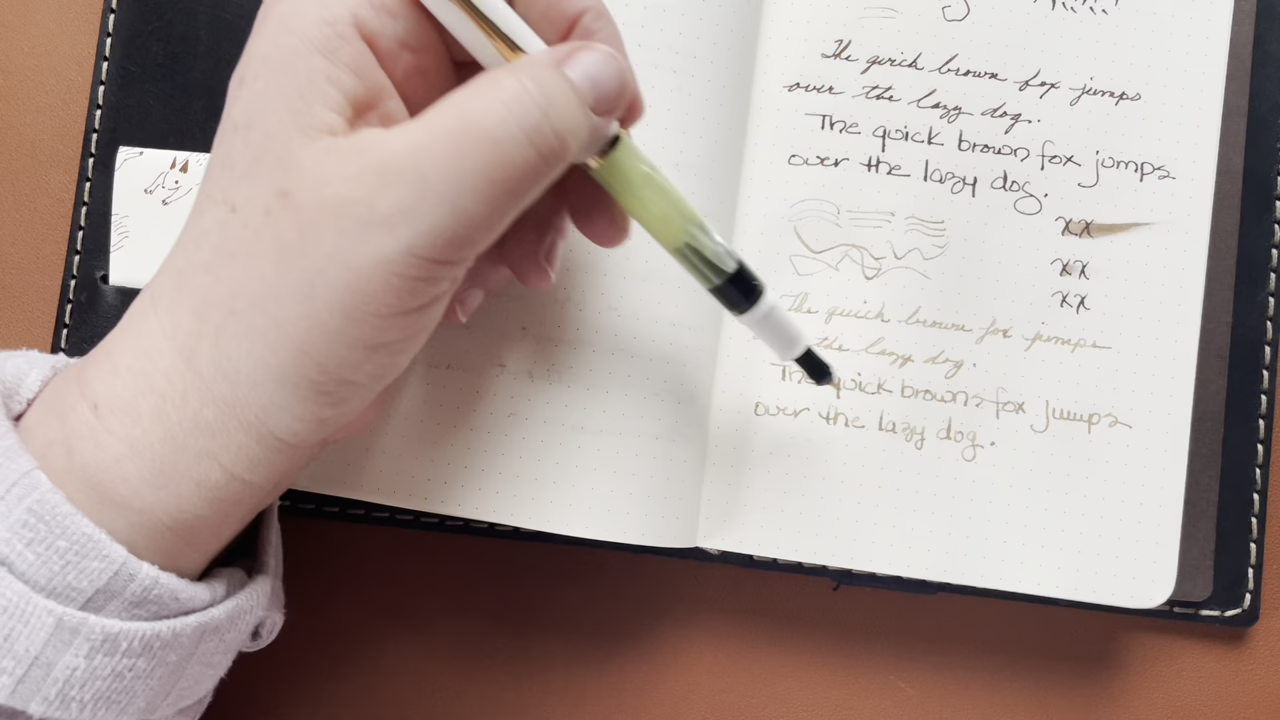 The quick brown fox jumps
over the lazy dog.
The quick brown fox jumps
over the lazy dog.
xx
xx
xx
The quick brown fox jumps
the lazy dog.
The quick browns fox jumps
over the lazy dog.